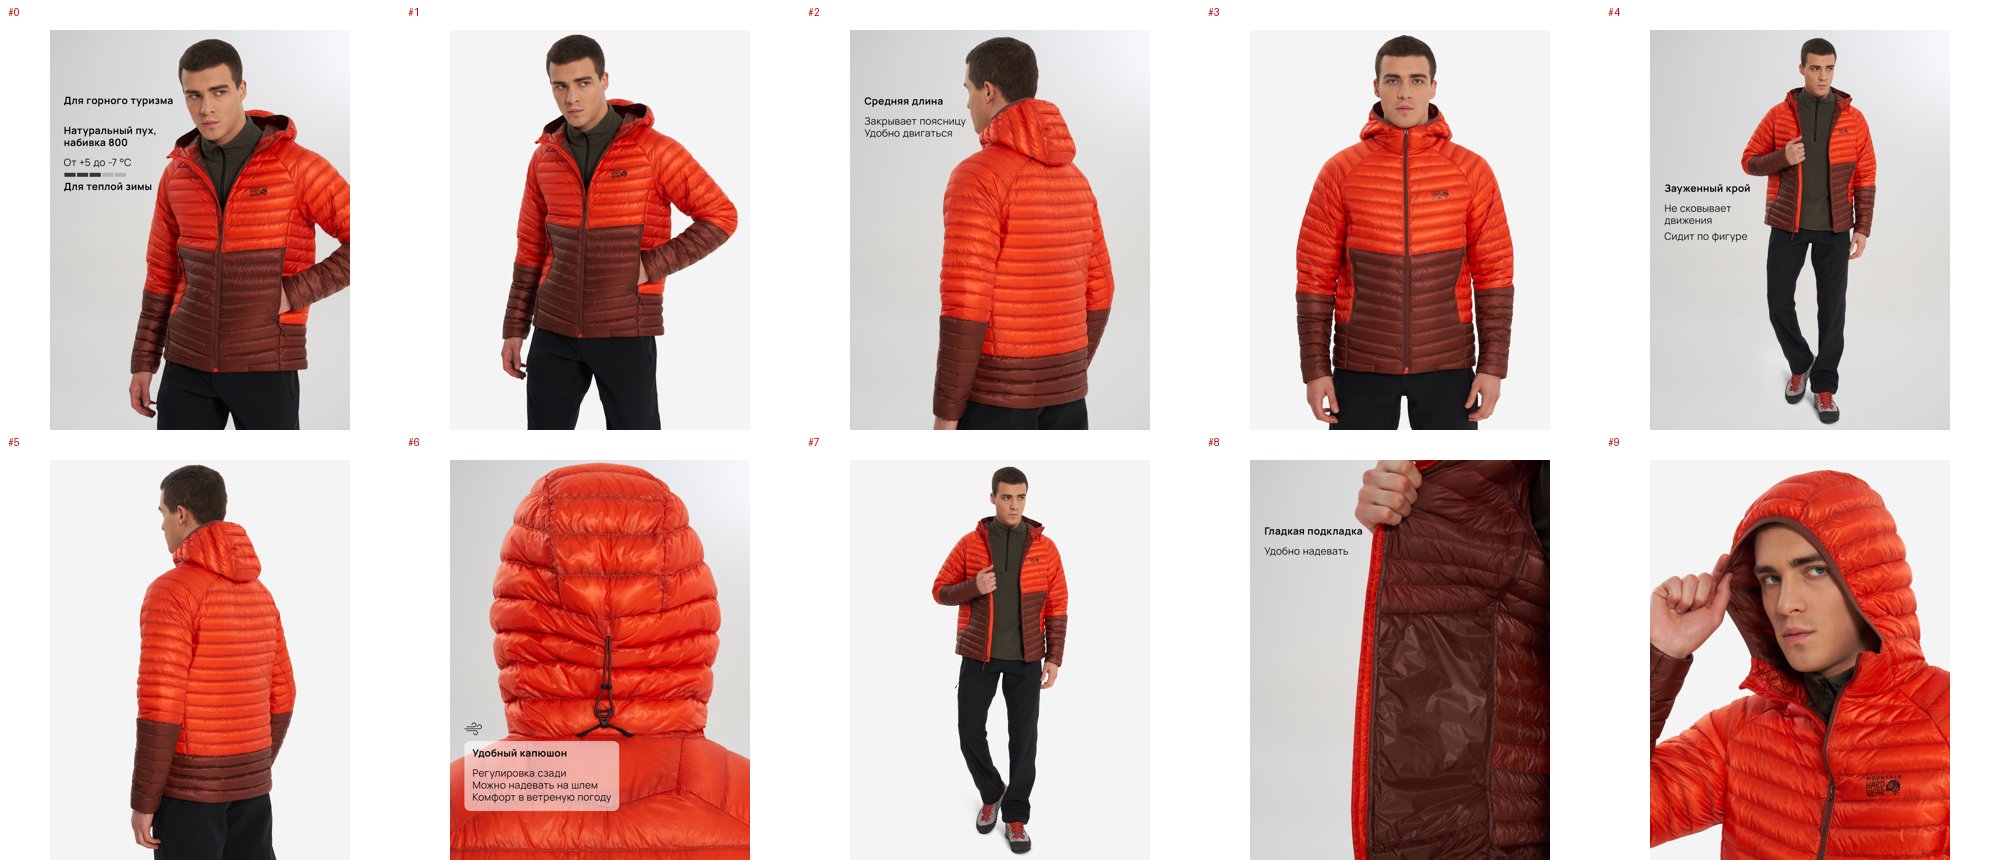 #0
#1
#2
#3
#4
Для горного туризма
Натуральный пух,
набивка 800
От +5 до -7 °C
Для теплой зимы
Средняя длина
Закрывает поясницу
Удобно двигаться
Зауженный крой
Не сковывает
движения
Сидит по фигуре
#5
#6
#7
#8
#9
Удобный капюшон
Регулировка сзади
Можно надевать на шлем
Комфорт в ветреную погоду
Гладкая подкладка
Удобно надевать
MOUNTAIN
HARD
WEAR